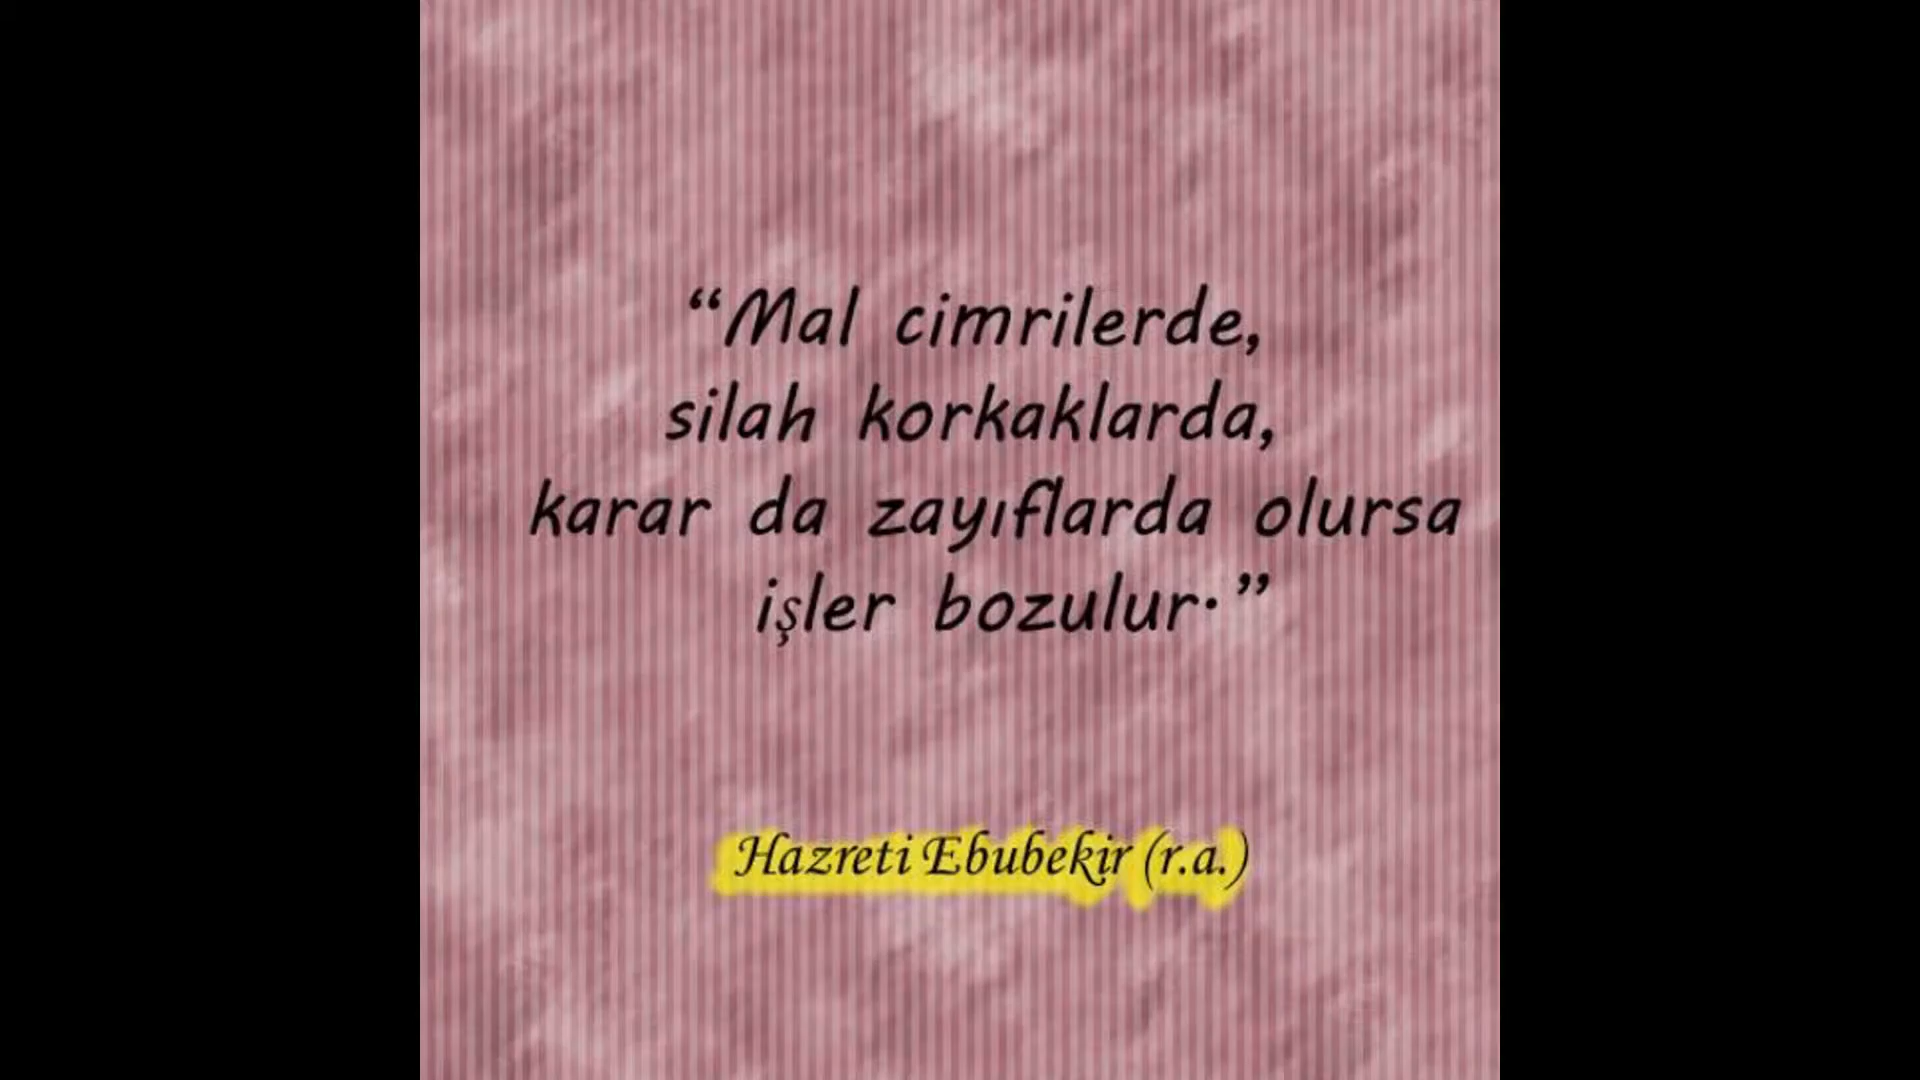 “Mal cimrilerde,
silah korkaklarda,
karar da zayıflarda olursa
işler bozulur.”
Hazreti Ebubekir (r.a.)